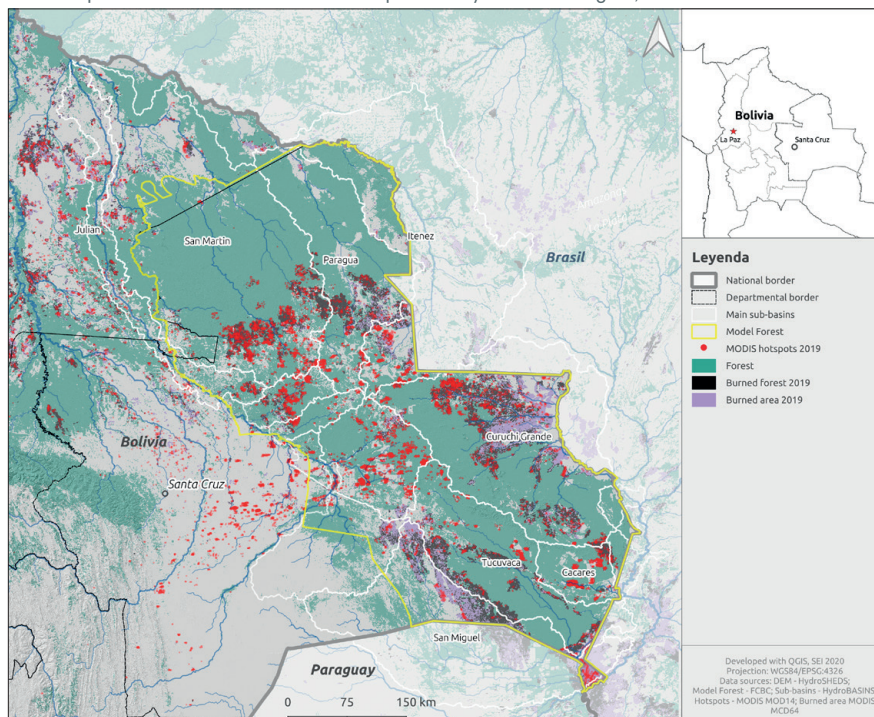 Bolivia
La Paz
Santa Cruz
Julian
San Martin
Itenez
Paragua
Brasil
Bolivia
Curuchi Grande
Santa Cruz
Tucuvaca
Cacares
San Miguel
Paraguay
0 75 150 km
Leyenda
National border
Departmental border
Main sub-basins
Model Forest
MODIS hotspots 2019
Forest
Burned forest 2019
Burned area 2019
Developed with QGIS, SEI 2020
Projection: WGS84/EPSG:4326
Data sources: DEM - HydroSHEDS;
Model Forest - FCBC; Sub-basins - HydroBASINS
Hotspots - MODIS MOD14; Burned area MODIS
MCD64